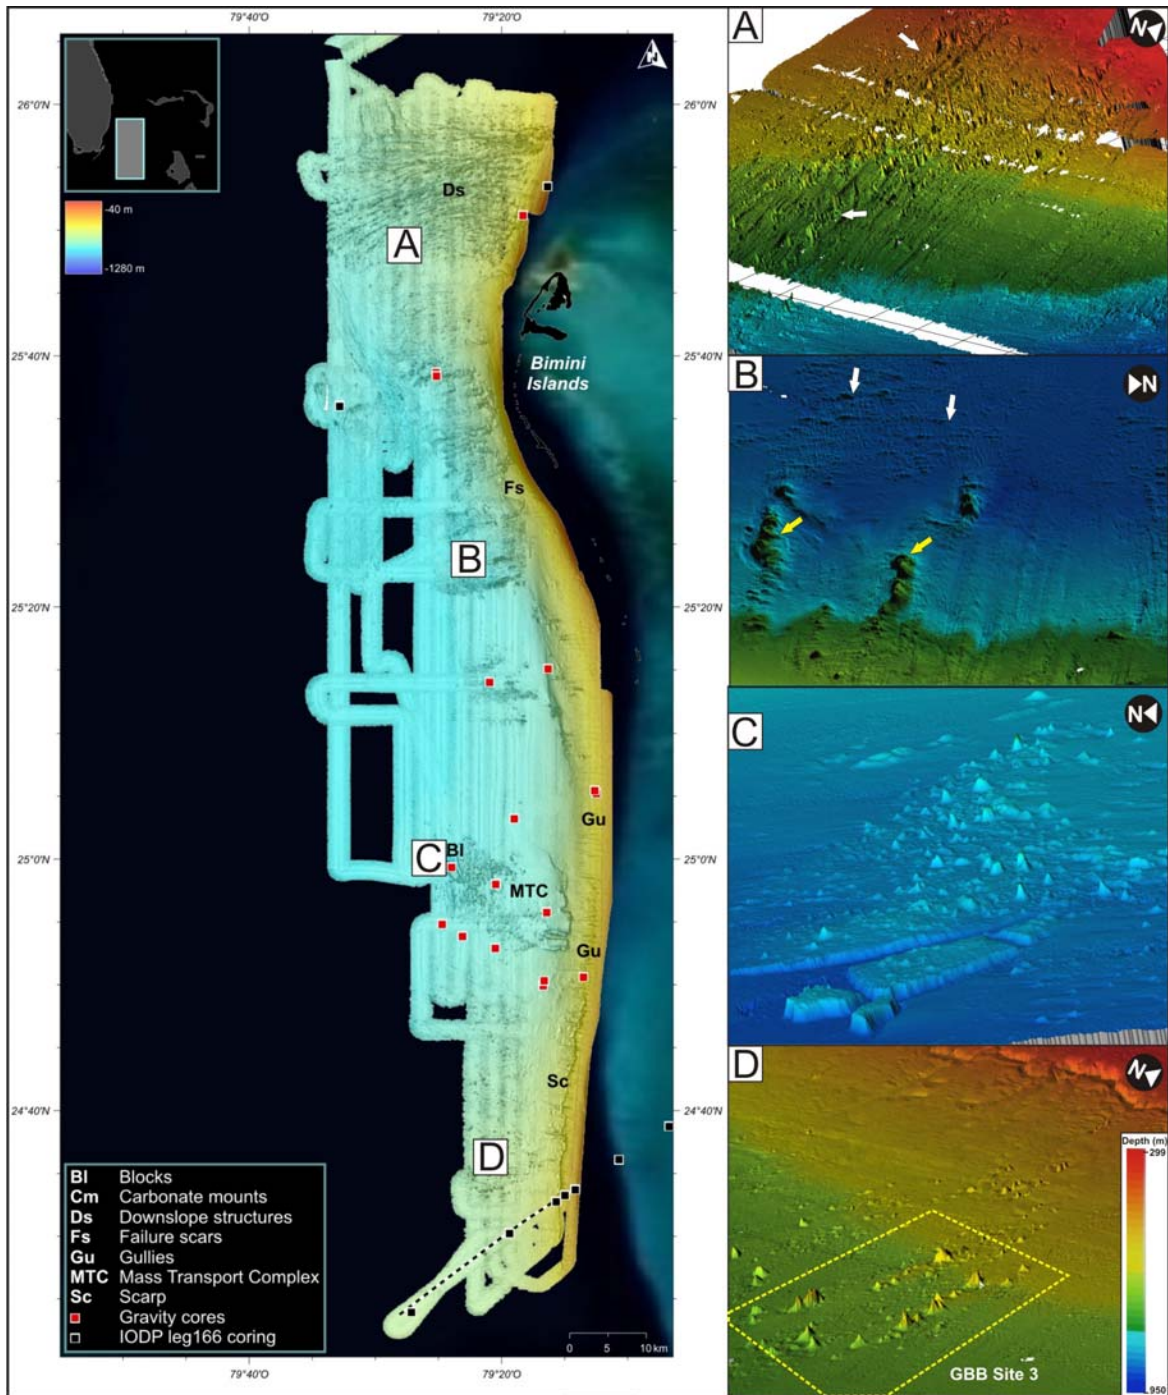 79°40'W
79°20'W
N
-40 m
-1280 m
26°0'N
26°0'N
25°40'N
25°40'N
25°20'N
25°20'N
25°0'N
25°0'N
24°40'N
24°40'N
Ds
A
Bimini
Islands
Fs
B
Gu
C
Bl
MTC
Gu
Sc
D
Bl Blocks
Cm Carbonate mounts
Ds Downslope structures
Fs Failure scars
Gu Gullies
MTC Mass Transport Complex
Sc Scarp
Gravity cores
IODP leg166 coring
0 5 10 km
79°40'W
79°20'W
A
N
B
N
C
N
D
N
Depth (m)
299
950
GBB Site 3